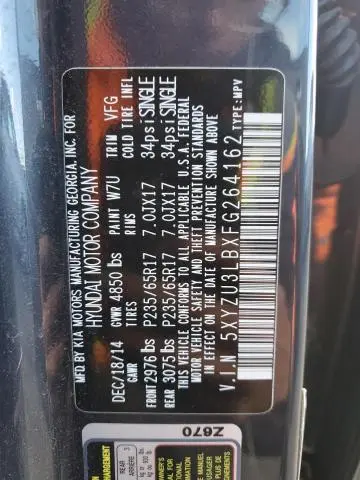 MFD BY KIA MOTORS MANUFACTURING GEORGIA, INC. FOR
HYUNDAI MOTOR COMPANY
DEC/18/14 GVWR 4850 lbs PAINT W7U TRIM VFG
GAWR TIRES RIMS COLD TIRE INFL
FRONT 2976 lbs P235/65R17 7.0JX17 34psi SINGLE
REAR 3075 lbs P235/65R17 7.0JX17 34psi SINGLE
THIS VEHICLE CONFORMS TO ALL APPLICABLE U.S.A. FEDERAL
MOTOR VEHICLE SAFETY AND THEFT PREVENTION STANDARDS
IN EFFECT ON THE DATE OF MANUFACTURE SHOWN ABOVE.
V.I.N 5XYZU3LBXFG264162 TYPE: MPV
Z670
REAR
ARRIÈRE 3